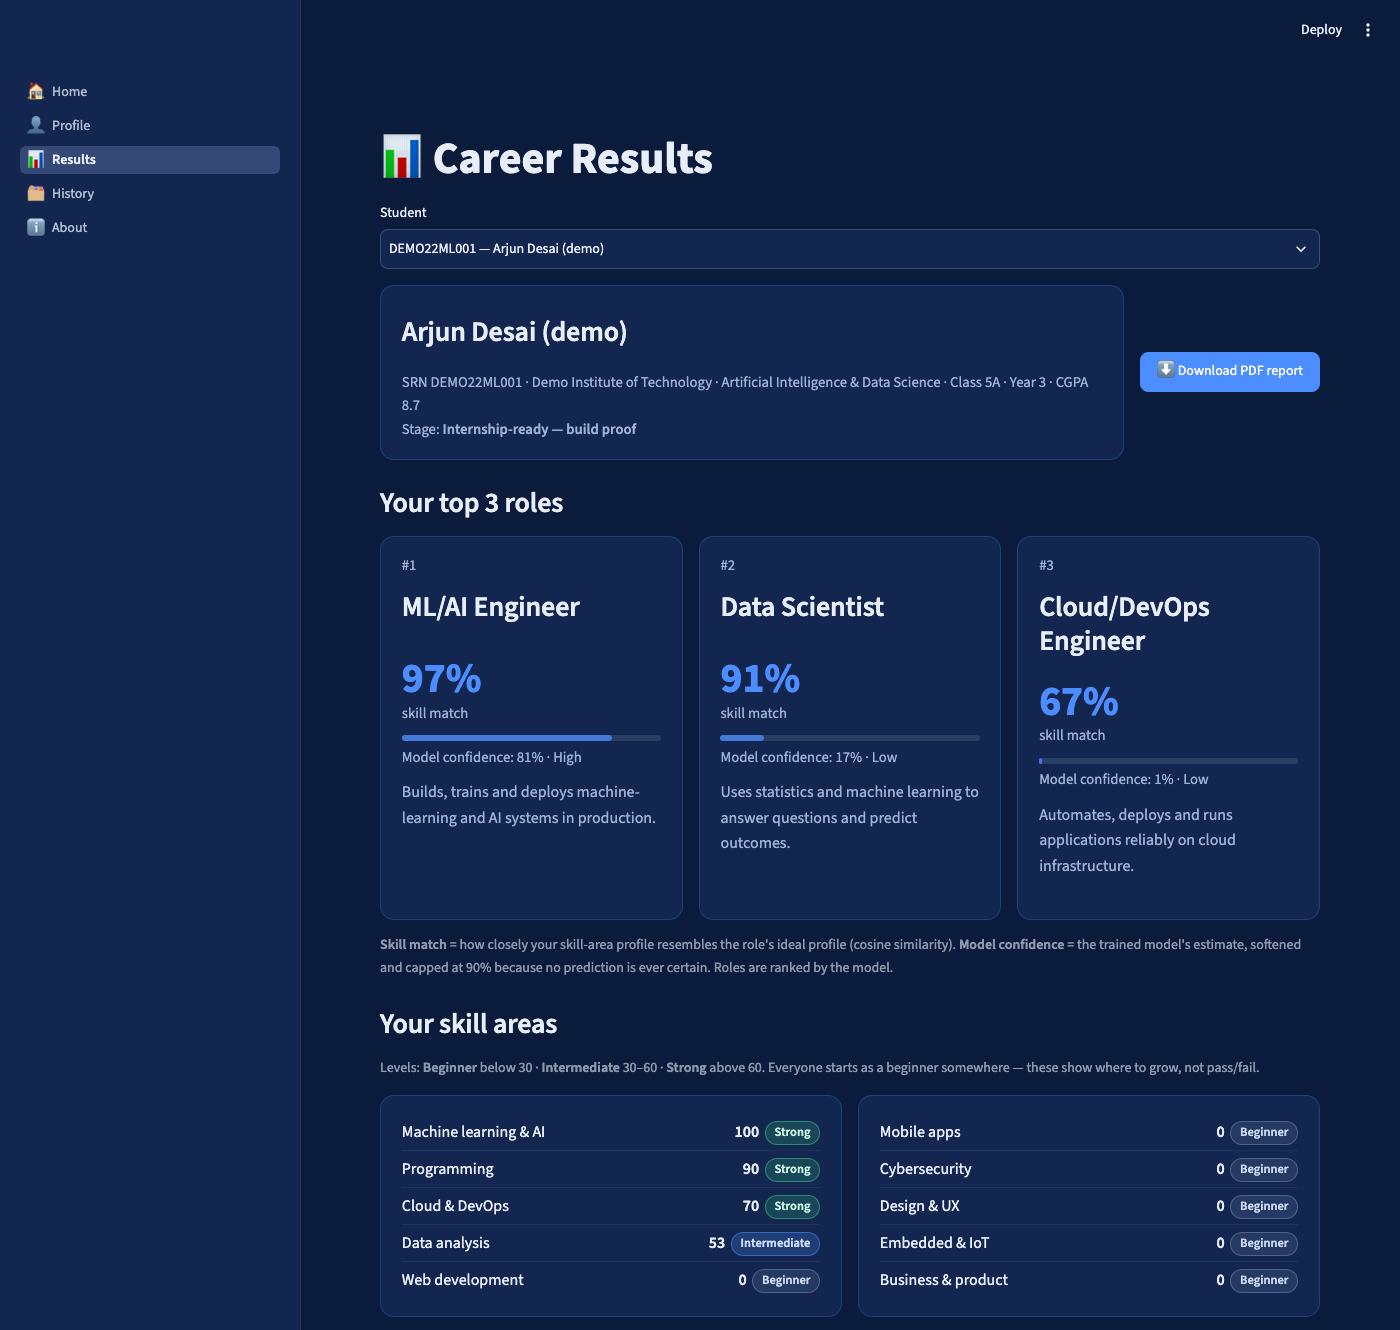 Deploy
Home
Profile
Results
History
About
Career Results
Student
DEMO22ML001 — Arjun Desai (demo)
Arjun Desai (demo)
SRN DEMO22ML001 · Demo Institute of Technology · Artificial Intelligence & Data Science · Class 5A · Year 3 · CGPA
8.7
Stage: Internship-ready — build proof
Download PDF report
Your top 3 roles
#1
ML/AI Engineer
97%
skill match
Model confidence: 81% · High
Builds, trains and deploys machine-
learning and AI systems in production.
#2
Data Scientist
91%
skill match
Model confidence: 17% · Low
Uses statistics and machine learning to
answer questions and predict
outcomes.
#3
Cloud/DevOps
Engineer
67%
skill match
Model confidence: 1% · Low
Automates, deploys and runs
applications reliably on cloud
infrastructure.
Skill match = how closely your skill-area profile resembles the role's ideal profile (cosine similarity). Model confidence = the trained model's estimate, softened
and capped at 90% because no prediction is ever certain. Roles are ranked by the model.
Your skill areas
Levels: Beginner below 30 · Intermediate 30–60 · Strong above 60. Everyone starts as a beginner somewhere — these show where to grow, not pass/fail.
Machine learning & AI 100 Strong
Programming 90 Strong
Cloud & DevOps 70 Strong
Data analysis 53 Intermediate
Web development 0 Beginner
Mobile apps 0 Beginner
Cybersecurity 0 Beginner
Design & UX 0 Beginner
Embedded & IoT 0 Beginner
Business & product 0 Beginner